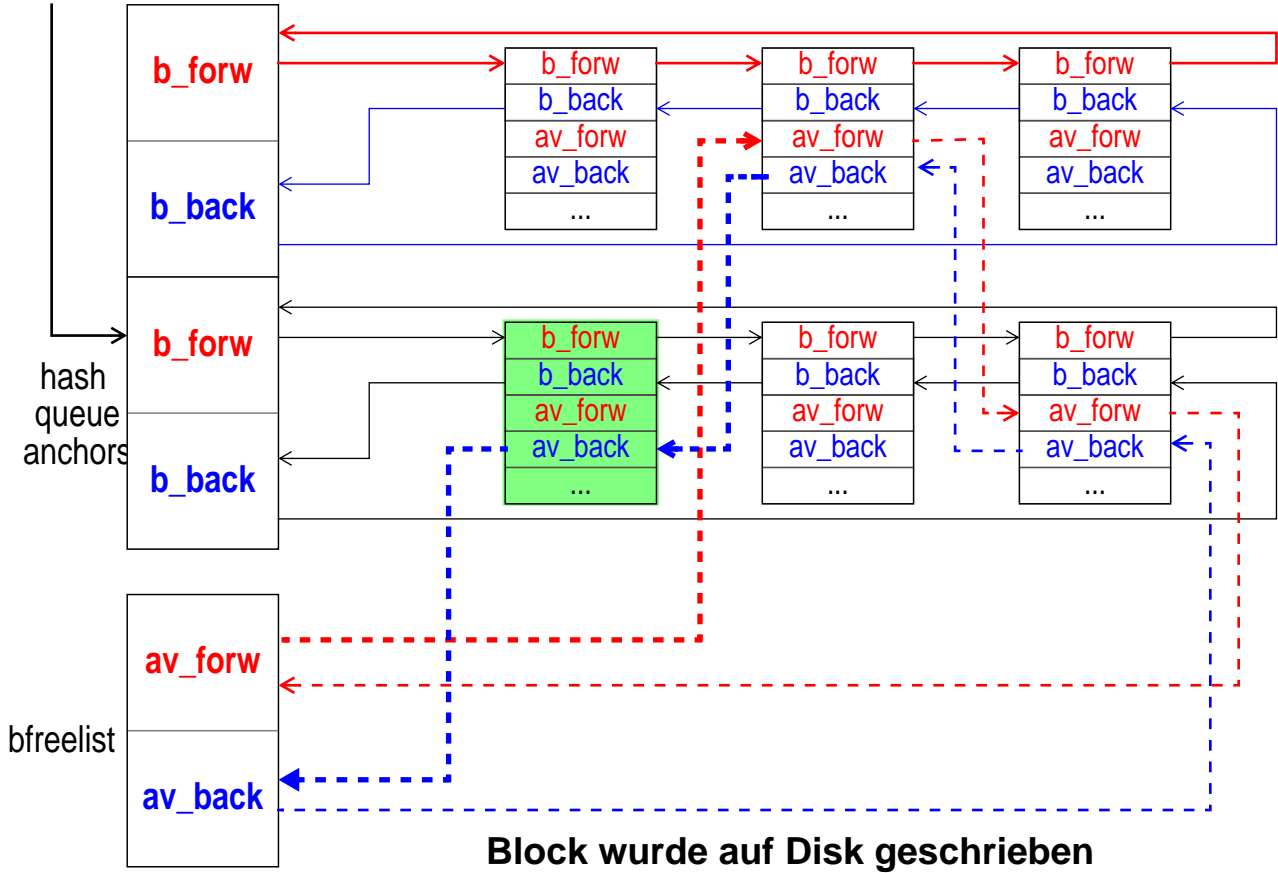 b_forw
b_back
b_forw
b_back
av_forw
av_back
...
b_forw
b_back
av_forw
av_back
...
b_forw
b_back
av_forw
av_back
...
hash
queue
anchors
b_forw
b_back
b_forw
b_back
av_forw
av_back
...
b_forw
b_back
av_forw
av_back
...
b_forw
b_back
av_forw
av_back
...
bfreelist
av_forw
av_back
Block wurde auf Disk geschrieben